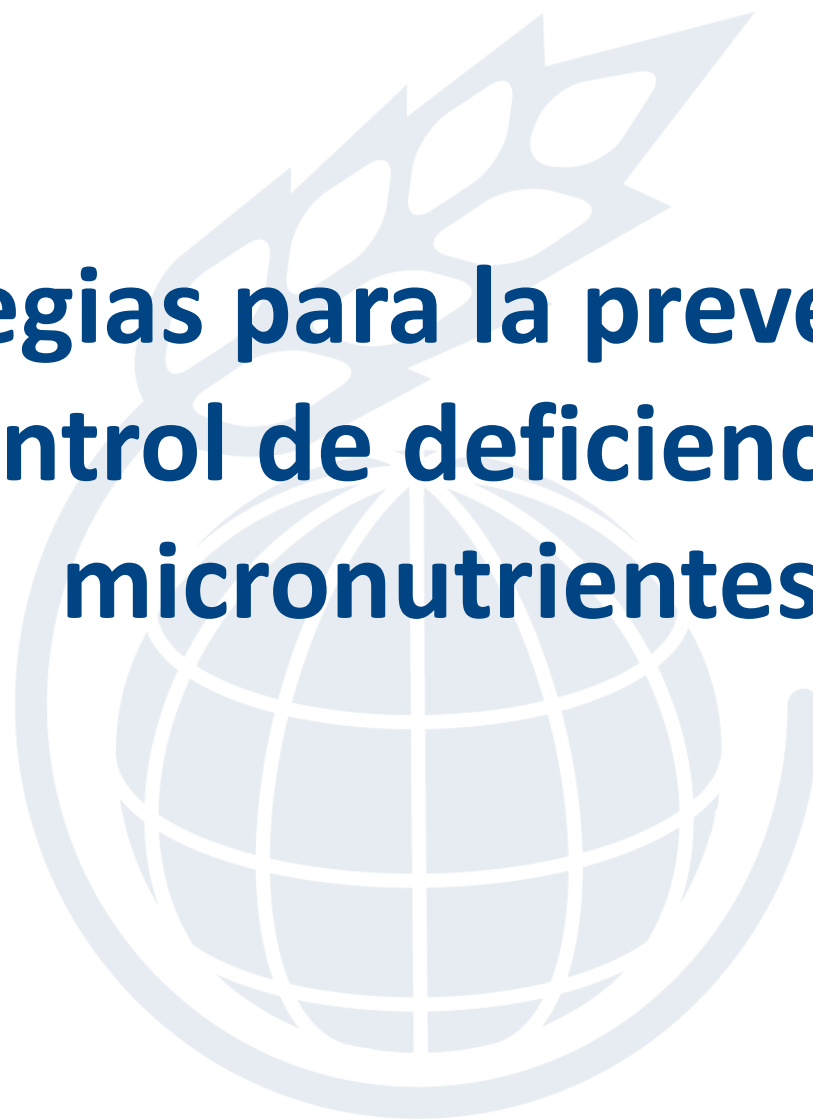 egias para la preve
ntrol de deficienc
micronutrientes